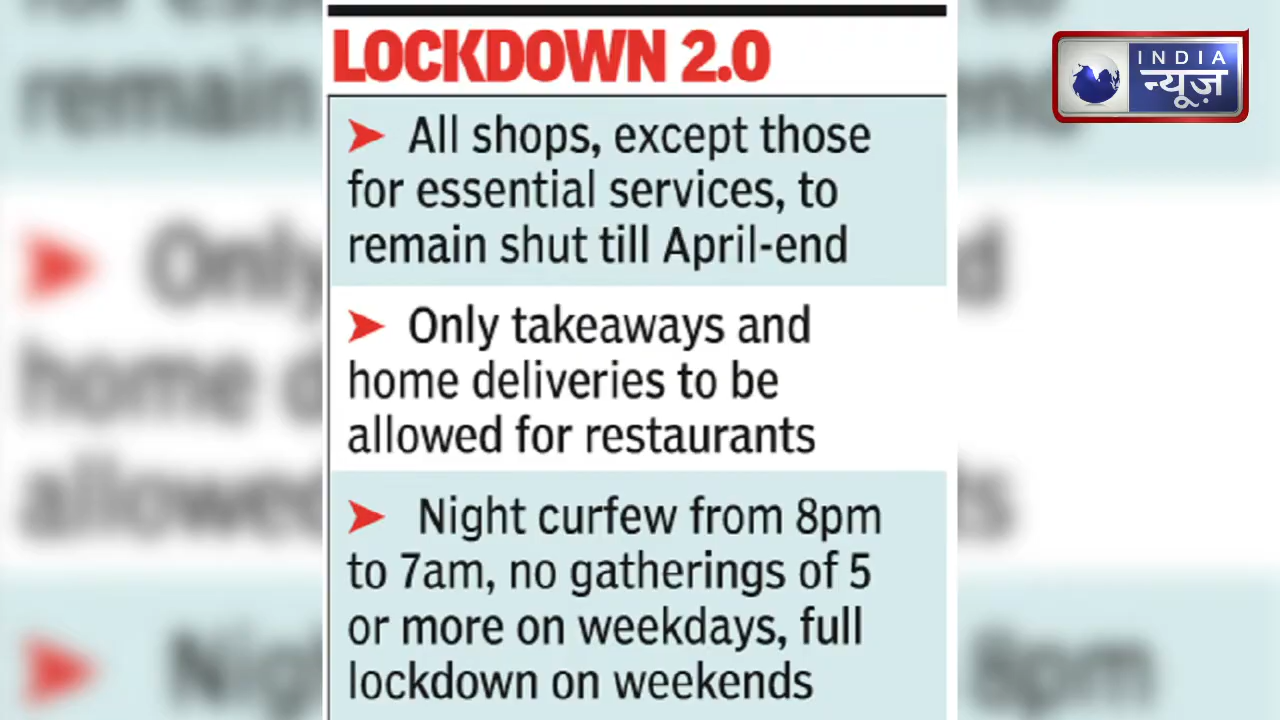 LOCKDOWN 2.0
INDIA
न्यूज़
➤ All shops, except those
for essential services, to
remain shut till April-end
➤ Only takeaways and
home deliveries to be
allowed for restaurants
➤ Night curfew from 8pm
to 7am, no gatherings of 5
or more on weekdays, full
lockdown on weekends